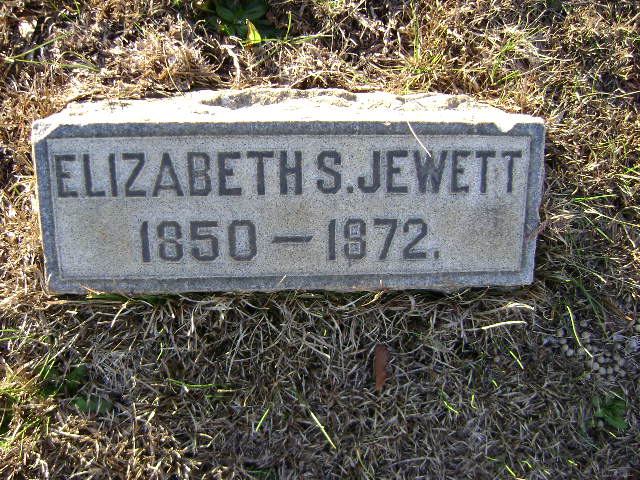 ELIZABETH S. JEWETT
1850 – 1872.